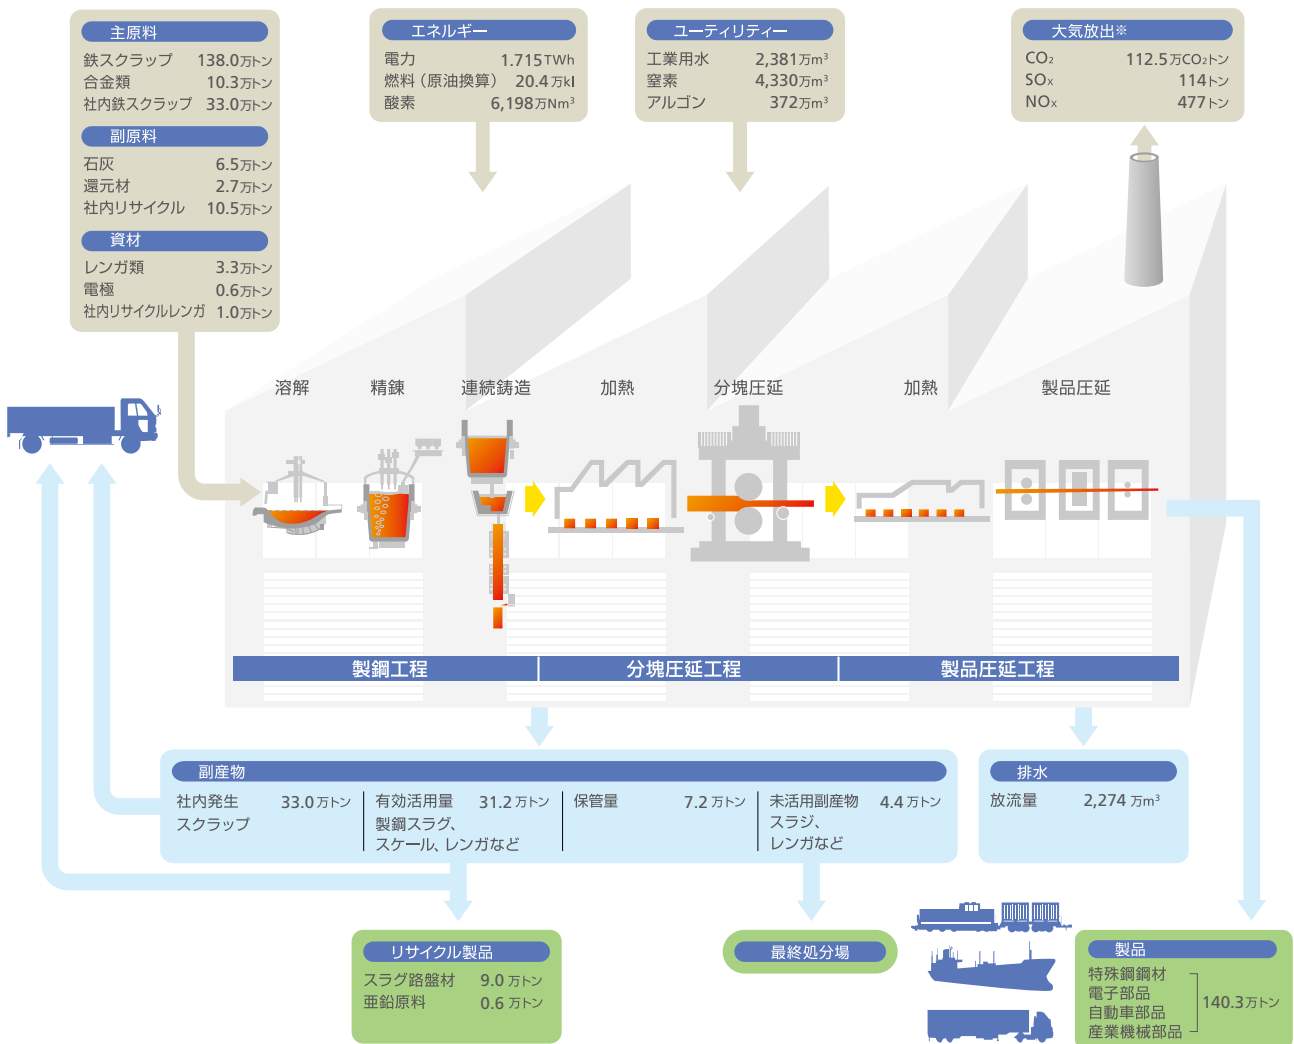 主原料
鉄スクラップ 138.0万トン
合金類 10.3万トン
社内鉄スクラップ 33.0万トン
副原料
石灰 6.5万トン
還元材 2.7万トン
社内リサイクル 10.5万トン
資材
レンガ類 3.3万トン
電極 0.6万トン
社内リサイクルレンガ 1.0万トン
エネルギー
電力 1.715TWh
燃料（原油換算） 20.4万kl
酸素 6,198万Nm³
ユーティリティー
工業用水 2,381万m³
窒素 4,330万m³
アルゴン 372万m³
大気放出※
CO₂ 112.5万CO₂トン
SOx 114トン
NOx 477トン
溶解 精錬 連続鋳造 加熱 分塊圧延 加熱 製品圧延
製鋼工程 分塊圧延工程 製品圧延工程
副産物
社内発生 33.0万トン
スクラップ
有効活用量 31.2万トン
製鋼スラグ、
スケール、レンガなど
保管量 7.2万トン
未活用副産物 4.4万トン
スラジ、
レンガなど
排水
放流量 2,274万m³
リサイクル製品
スラグ路盤材 9.0万トン
亜鉛原料 0.6万トン
最終処分場
製品
特殊鋼鋼材
電子部品
自動車部品
産業機械部品
140.3万トン